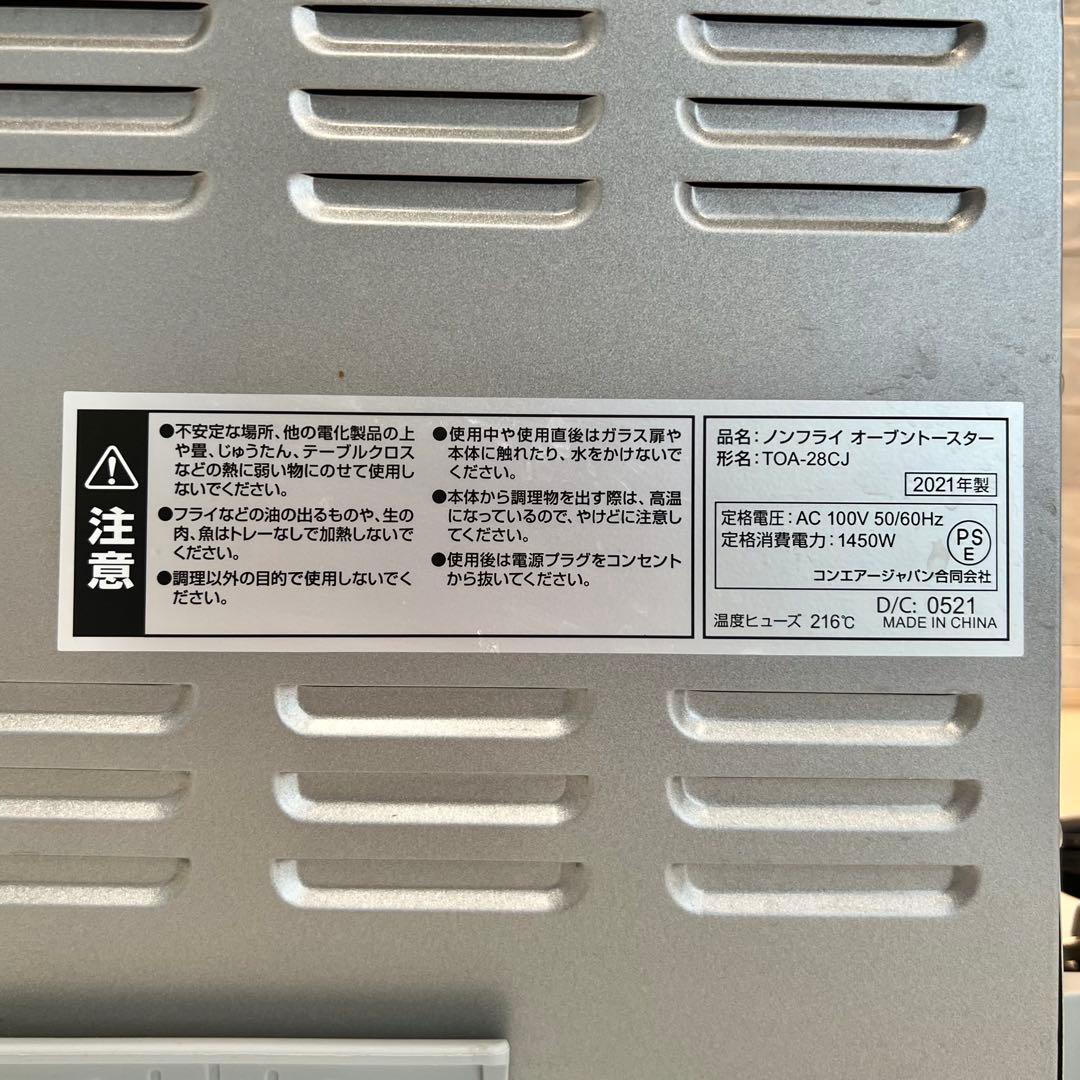 注意
●不安定な場所、他の電化製品の上
や畳、じゅうたん、テーブルクロス
などの熱に弱い物にのせて使用し
ないでください。
●フライなどの油の出るものや、生の
肉、魚はトレーなしで加熱しないで
ください。
●調理以外の目的で使用しないでく
ださい。
●使用中や使用直後はガラス扉や
本体に触れたり、水をかけないで
ください。
●本体から調理物を出す際は、高温
になっているので、やけどに注意し
てください。
●使用後は電源プラグをコンセント
から抜いてください。
品名：ノンフライ オーブントースター
形名：TOA-28CJ
2021年製
定格電圧：AC 100V 50/60Hz
定格消費電力：1450W
PS
E
コンエアージャパン合同会社
D/C: 0521
温度ヒューズ 216℃
MADE IN CHINA